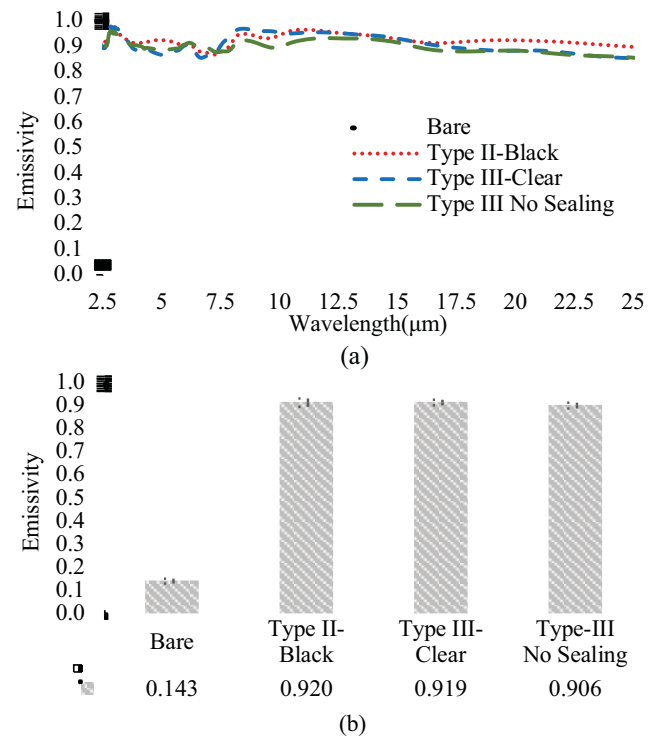 1.0
0.9
0.8
0.7
0.6
0.5
0.4
0.3
0.2
0.1
0.0
Emissivity
Bare
Type II-Black
Type III-Clear
Type III No Sealing
2.5 5 7.5 10 12.5 15 17.5 20 22.5 25
Wavelength(μm)
(a)
1.0
0.9
0.8
0.7
0.6
0.5
0.4
0.3
0.2
0.1
0.0
Emissivity
Bare
Type II-
Black
Type III-
Clear
Type-III
No Sealing
0.143 0.920 0.919 0.906
(b)